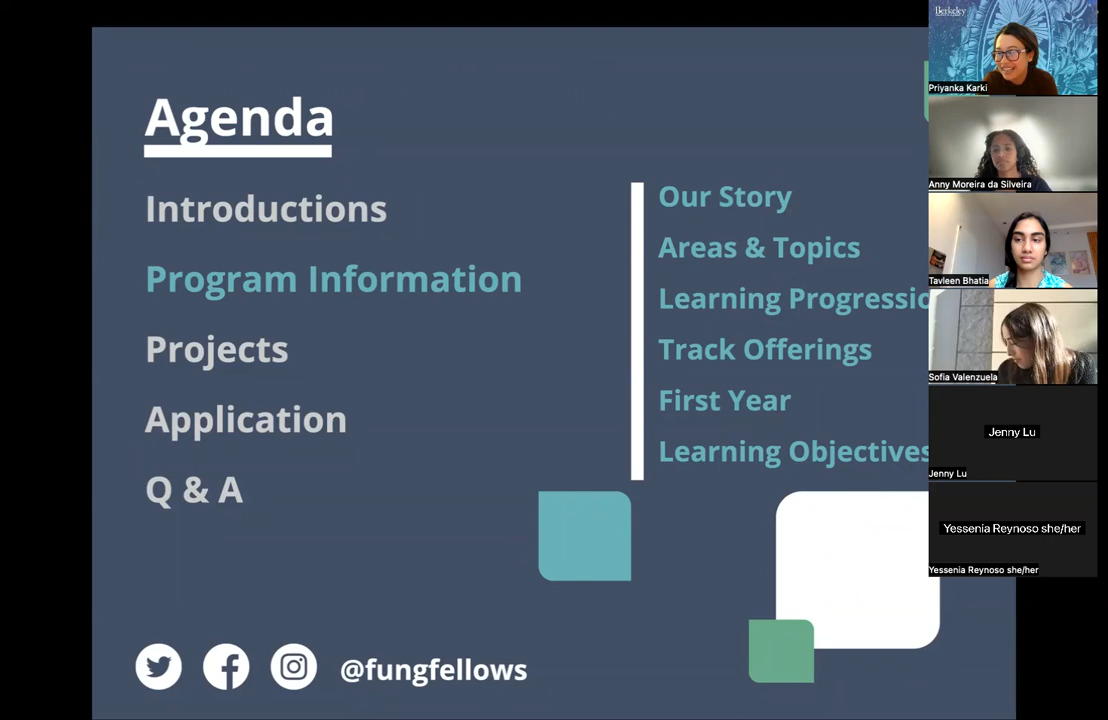 Agenda
Introductions
Program Information
Projects
Application
Q & A
Our Story
Areas & Topics
Learning Progressio
Track Offerings
First Year
Learning Objectives
@fungfellows
Berkeley
Priyanka Karki
Anny Moreira da Silveira
Tavleen Bhatia
Sofia Valenzuela
Jenny Lu
Jenny Lu
Yessenia Reynoso she/her
Yessenia Reynoso she/her